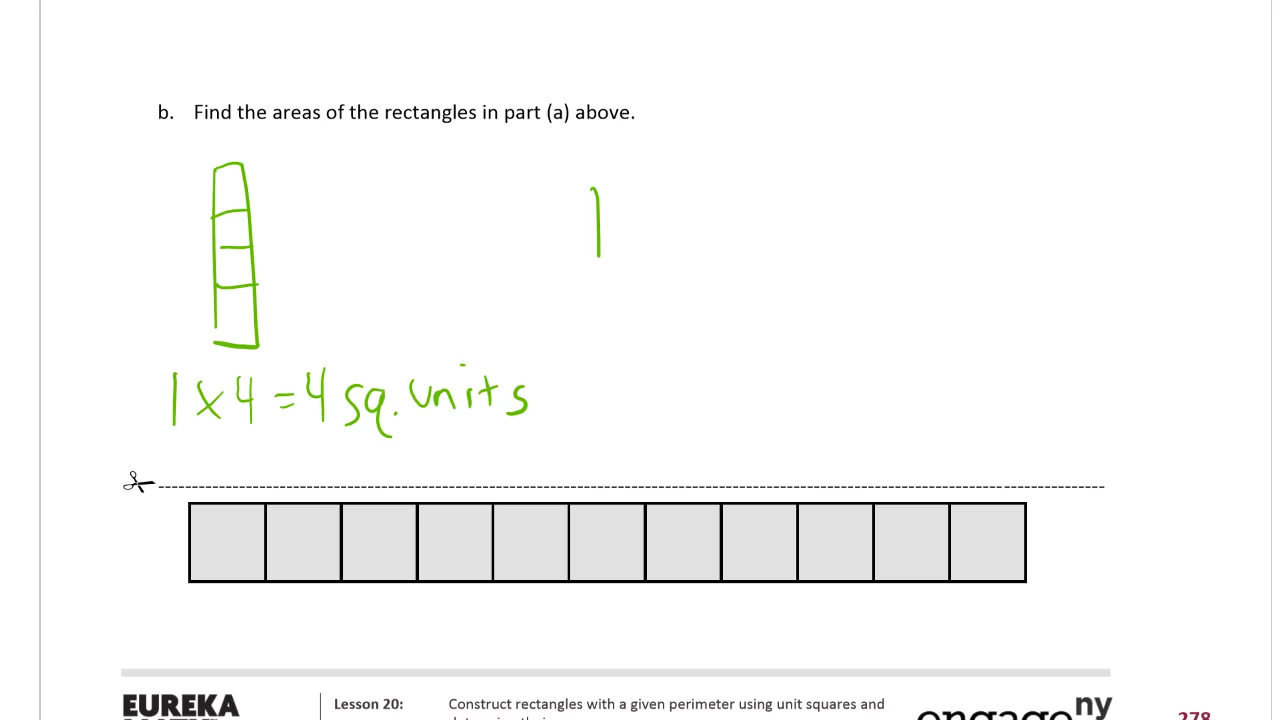 b. Find the areas of the rectangles in part (a) above.
1 x 4 = 4 sq. units
EUREKA
Lesson 20: Construct rectangles with a given perimeter using unit squares and
engage ny
278